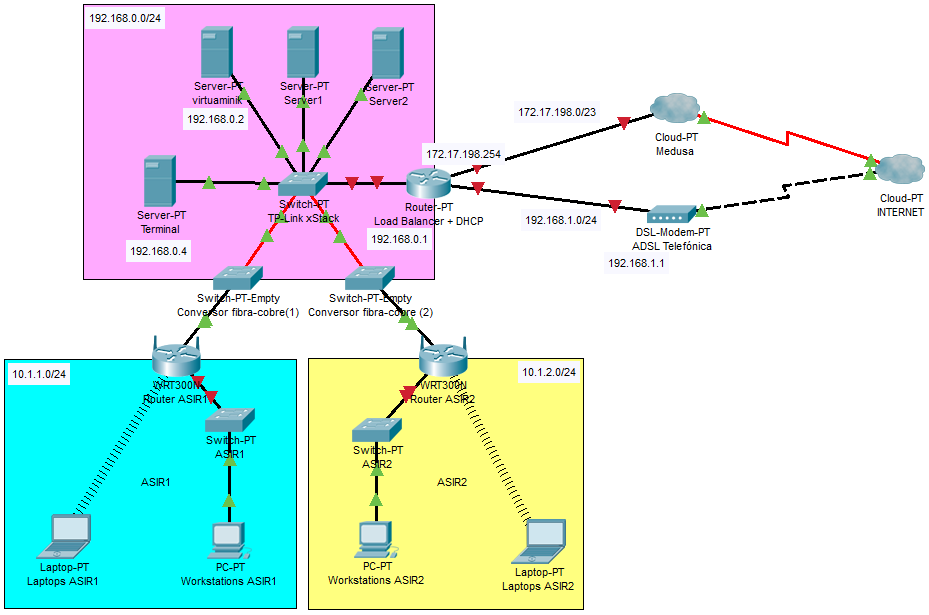 192.168.0.0/24
Server-PT
virtuaminik
192.168.0.2
Server-PT
Server1
Server-PT
Server2
Server-PT
Terminal
192.168.0.4
Switch-PT
TP-Link xStack
172.17.198.254
Router-PT
Load Balancer + DHCP
192.168.0.1
172.17.198.0/23
Cloud-PT
Medusa
192.168.1.0/24
DSL-Modem-PT
ADSL Telefónica
192.168.1.1
Cloud-PT
INTERNET
Switch-PT-Empty
Conversor fibra-cobre(1)
Switch-PT-Empty
Conversor fibra-cobre (2)
10.1.1.0/24
WRT300N
Router ASIR1
Switch-PT
ASIR1
ASIR1
Laptop-PT
Laptops ASIR1
PC-PT
Workstations ASIR1
10.1.2.0/24
WRT300N
Router ASIR2
Switch-PT
ASIR2
ASIR2
PC-PT
Workstations ASIR2
Laptop-PT
Laptops ASIR2